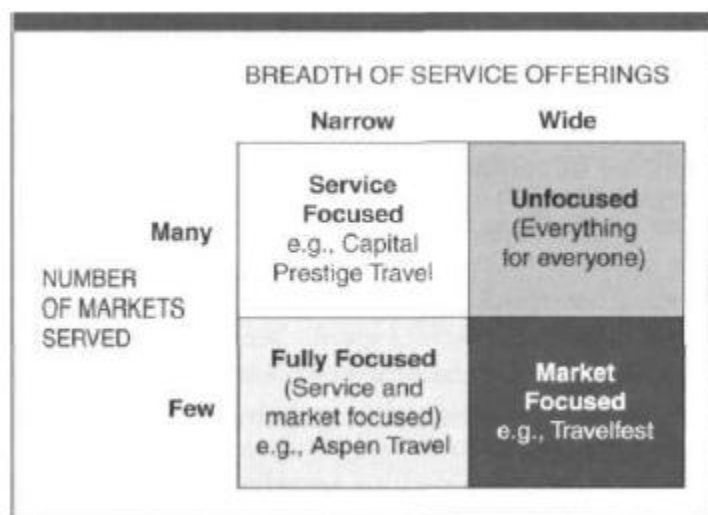 BREADTH OF SERVICE OFFERINGS
Narrow
Wide
Many
Service
Focused
e.g., Capital
Prestige Travel
Unfocused
(Everything
for everyone)
NUMBER
OF MARKETS
SERVED
Few
Fully Focused
(Service and
market focused)
e.g., Aspen Travel
Market
Focused
e.g., Travelfest